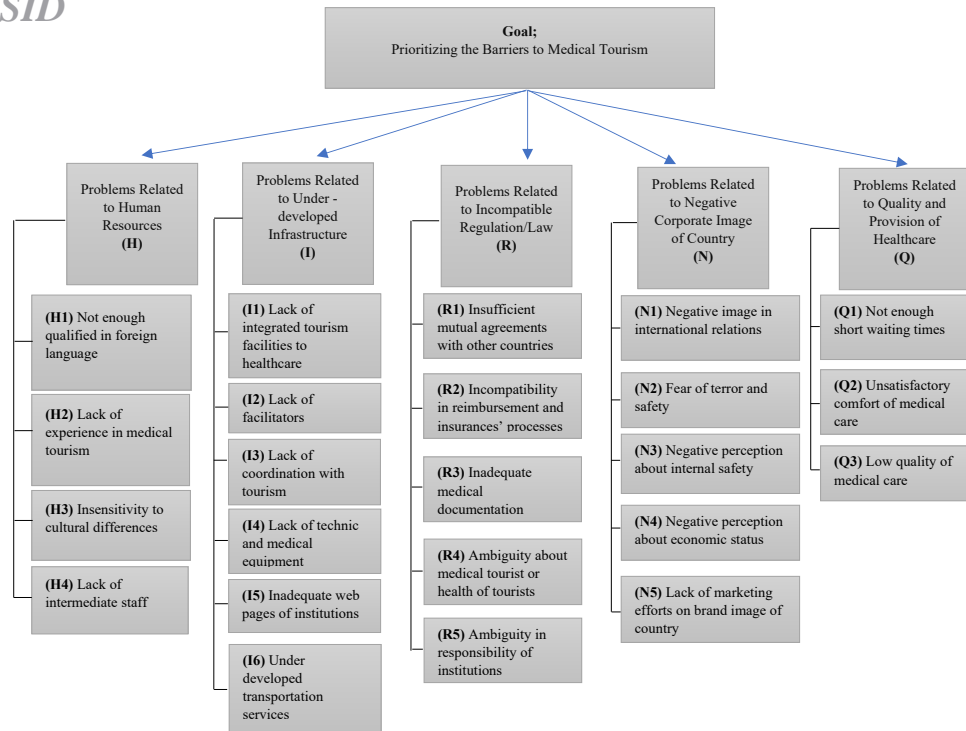 SID
Goal;
Prioritizing the Barriers to Medical Tourism
Problems Related
to Human
Resources
(H)
(H1) Not enough
qualified in foreign
language
(H2) Lack of
experience in medical
tourism
(H3) Insensitivity to
cultural differences
(H4) Lack of
intermediate staff
Problems Related
to Under -
developed
Infrastructure
(I)
(I1) Lack of
integrated tourism
facilities to
healthcare
(I2) Lack of
facilitators
(I3) Lack of
coordination with
tourism
(I4) Lack of technic
and medical
equipment
(I5) Inadequate web
pages of institutions
(I6) Under
developed
transportation
services
Problems Related
to Incompatible
Regulation/Law
(R)
(R1) Insufficient
mutual agreements
with other countries
(R2) Incompatibility
in reimbursement and
insurances’ processes
(R3) Inadequate
medical
documentation
(R4) Ambiguity about
medical tourist or
health of tourists
(R5) Ambiguity in
responsibility of
institutions
Problems Related
to Negative
Corporate Image
of Country
(N)
(N1) Negative image in
international relations
(N2) Fear of terror and
safety
(N3) Negative perception
about internal safety
(N4) Negative perception
about economic status
(N5) Lack of marketing
efforts on brand image of
country
Problems Related
to Quality and
Provision of
Healthcare
(Q)
(Q1) Not enough
short waiting times
(Q2) Unsatisfactory
comfort of medical
care
(Q3) Low quality of
medical care